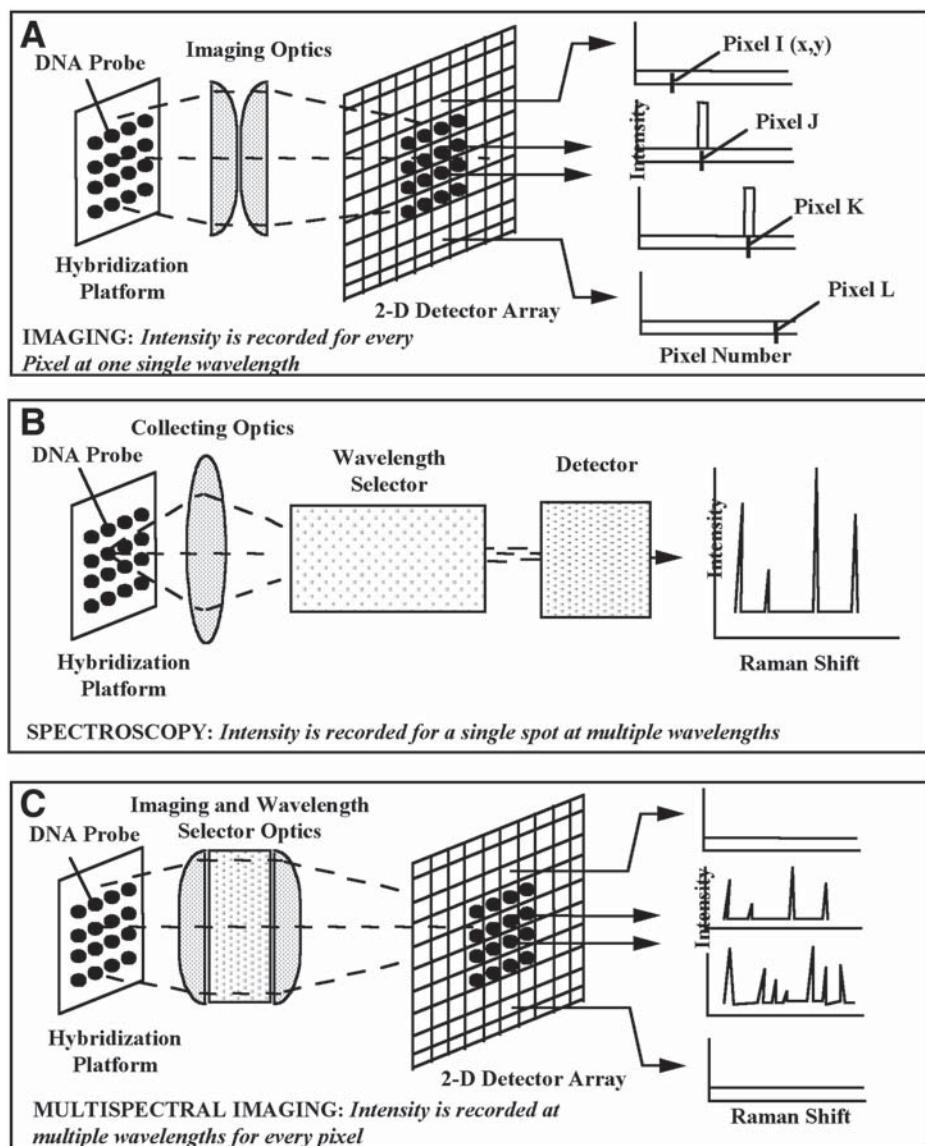 A
DNA Probe
Imaging Optics
Hybridization
Platform
2-D Detector Array
Intensity
Pixel I (x,y)
Pixel J
Pixel K
Pixel L
Pixel Number
IMAGING: Intensity is recorded for every
Pixel at one single wavelength
B
Collecting Optics
DNA Probe
Wavelength
Selector
Detector
Intensity
Hybridization
Platform
Raman Shift
SPECTROSCOPY: Intensity is recorded for a single spot at multiple wavelengths
C
Imaging and Wavelength
Selector Optics
DNA Probe
Intensity
Hybridization
Platform
2-D Detector Array
Raman Shift
MULTISPECTRAL IMAGING: Intensity is recorded at
multiple wavelengths for every pixel